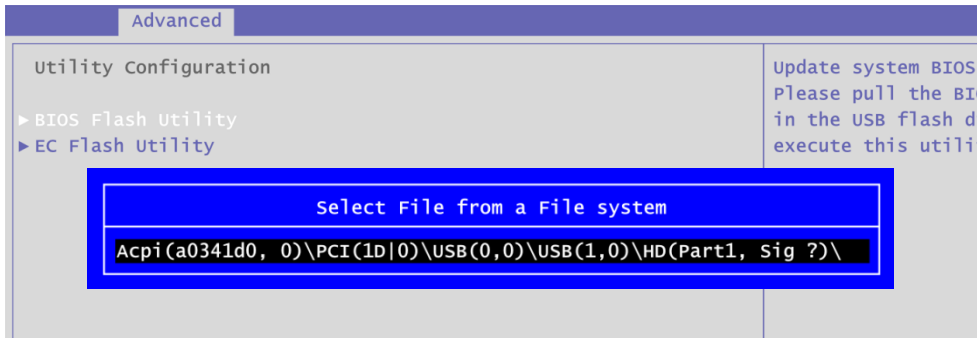 Advanced
Utility Configuration
►BIOS Flash Utility
►EC Flash Utility
Update system BIOS
Please pull the
in the USB flash
execute this
Select File from a File system
Acpi(a0341d0, 0)\PCI(1D|0)\USB(0,0)\USB(1,0)\HD(Part1, Sig ?)\